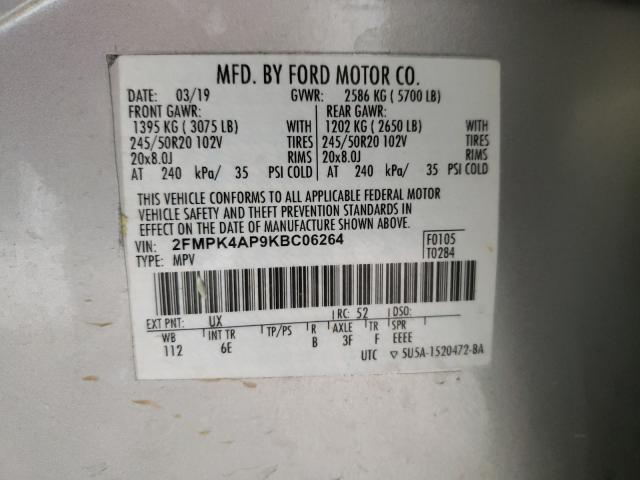 MFD. BY FORD MOTOR CO.
DATE: 03/19 GVWR: 2586 KG ( 5700 LB)
FRONT GAWR: REAR GAWR:
1395 KG ( 3075 LB) WITH 1202 KG ( 2650 LB) WITH
245/50R20 102V TIRES 245/50R20 102V TIRES
20x8.0J RIMS 20x8.0J RIMS
AT 240 kPa/ 35 PSI COLD AT 240 kPa/ 35 PSI COLD
THIS VEHICLE CONFORMS TO ALL APPLICABLE FEDERAL MOTOR
VEHICLE SAFETY AND THEFT PREVENTION STANDARDS IN
EFFECT ON THE DATE OF MANUFACTURE SHOWN ABOVE.
VIN: 2FMPK4AP9KBC06264 F0105
TYPE: MPV T0284
EXT PNT: UX RC: 52 DSO:
WB INT TR TP/PS R AXLE TR SPR
112 6E B 3F F EEEE
UTC ▽ 5U5A-1520472-BA